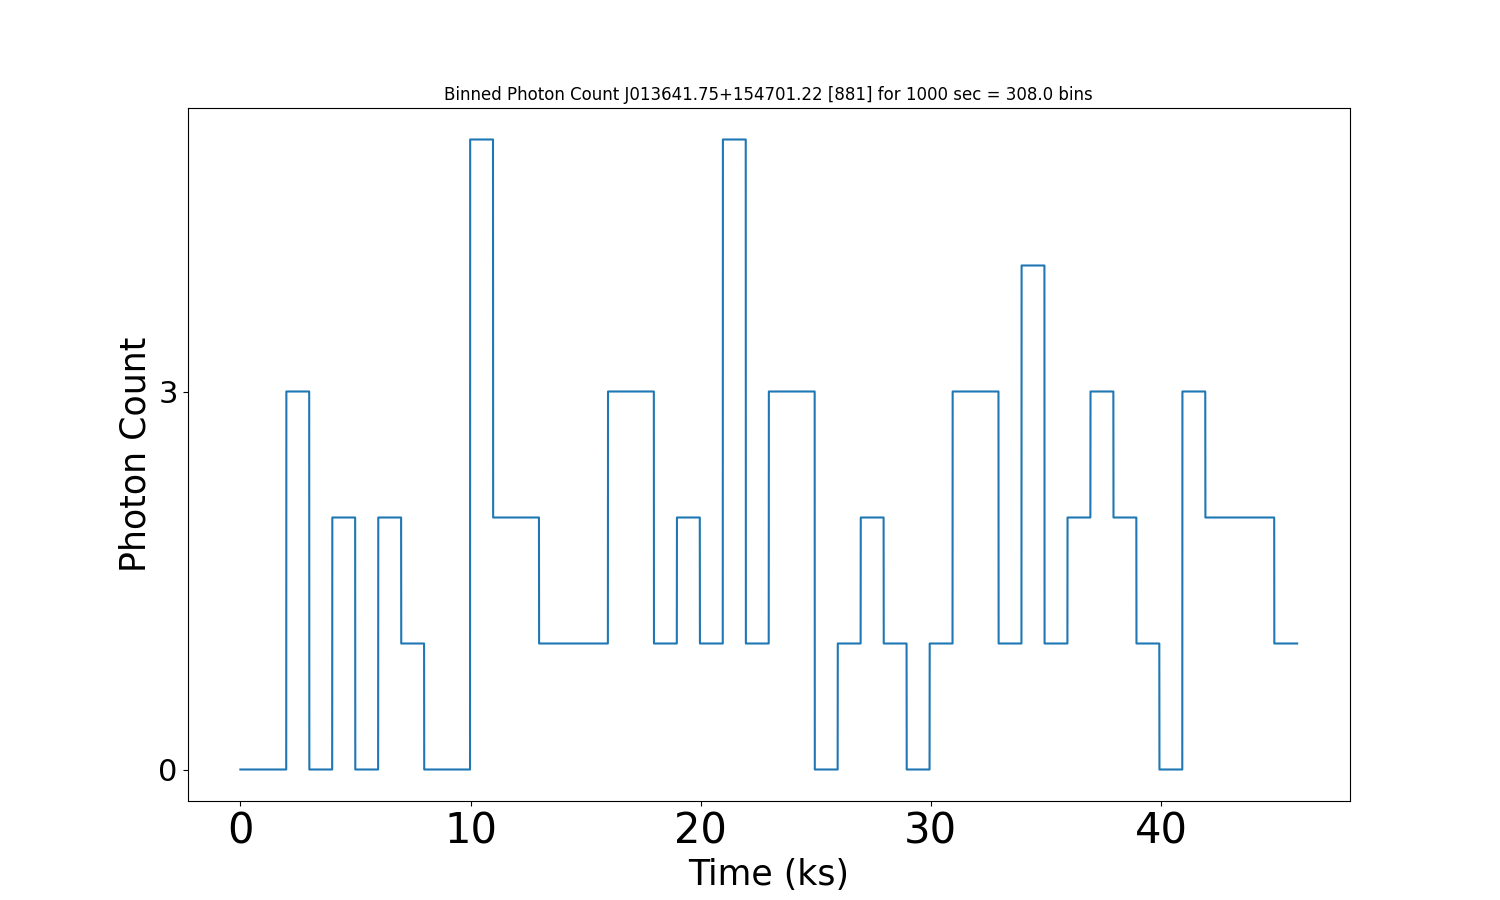 Binned Photon Count J013641.75+154701.22 [881] for 1000 sec = 308.0 bins
Photon Count
3
0
0 10 20 30 40
Time (ks)